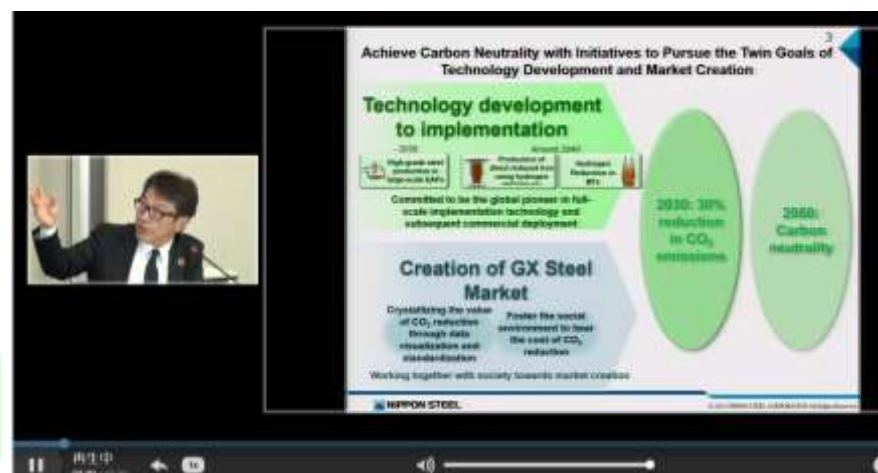 3
Achieve Carbon Neutrality with Initiatives to Pursue the Twin Goals of
Technology Development and Market Creation
Technology development
to implementation
Around 2040
High-grade steel
production in
large-scale EAFs
Production of
direct reduced iron
using hydrogen
Hydrogen
Reduction in
BFs
Committed to be the global pioneer in full-
scale implementation technology and
subsequent commercial deployment
2030: 30%
reduction
in CO₂
emissions
2050:
Carbon
neutrality
Creation of GX Steel
Market
Crystallizing the value
of CO₂ reduction
through data
visualization and
standardization
Foster the social
environment to bear
the cost of CO₂
reduction
Working together with society towards market creation
NIPPON STEEL
再生中
1x